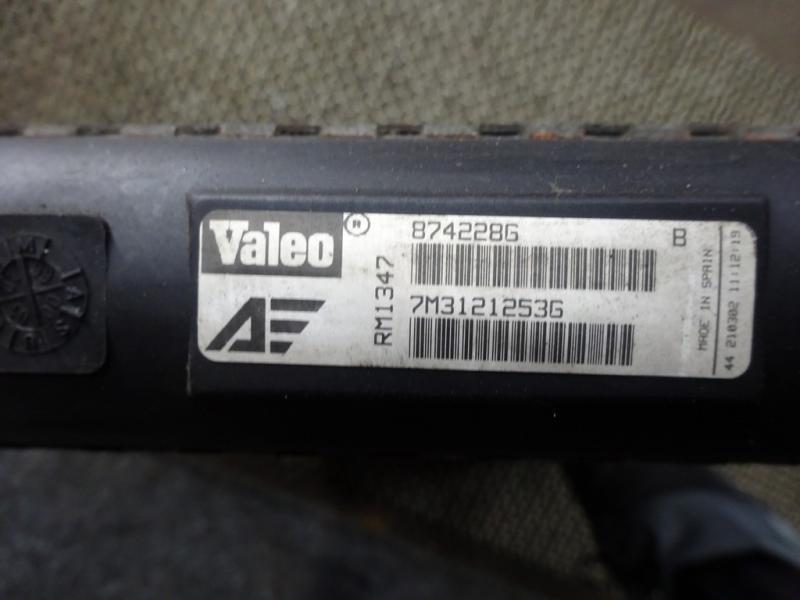 Valeo
®
874228G
B
RM1347
7M3121253G
MADE IN SPAIN
44 210302 11:12:19